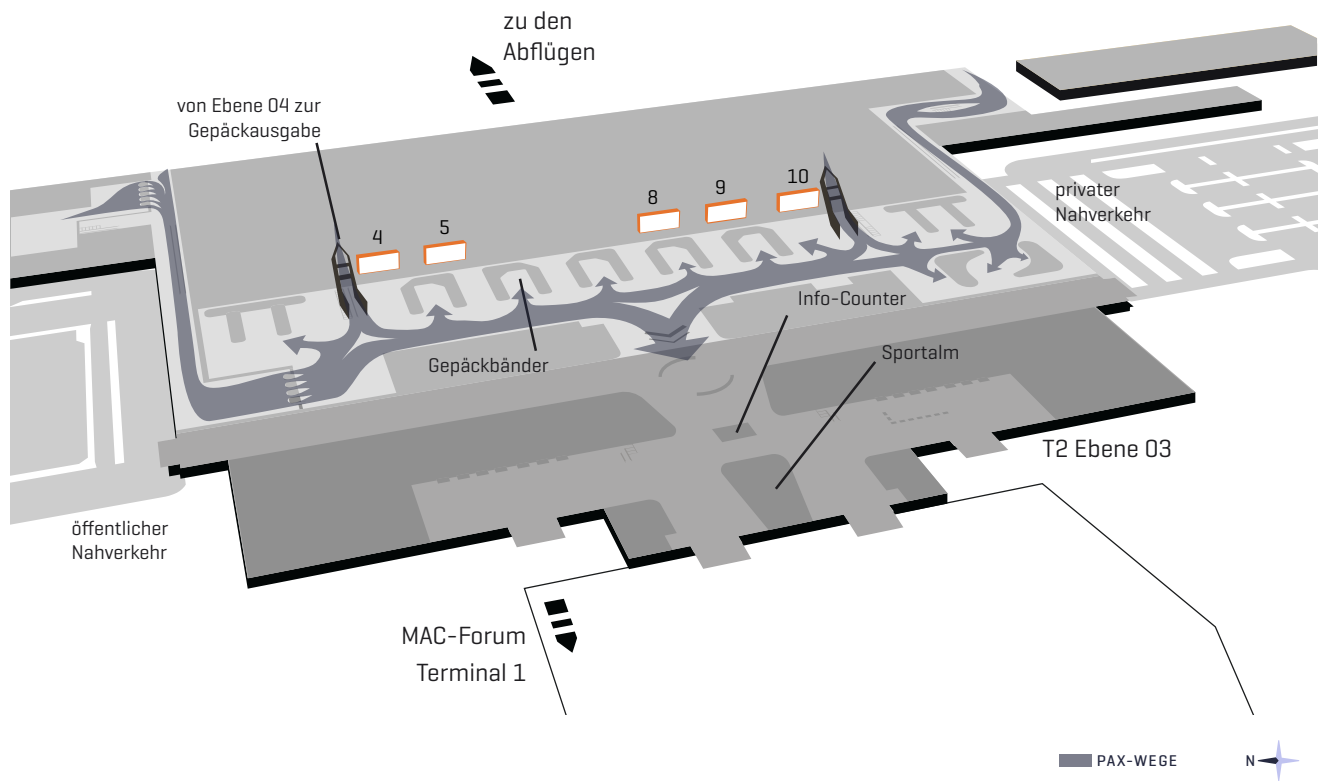 zu den
Abflügen
von Ebene 04 zur
Gepäckausgabe
4
5
8
9
10
privater
Nahverkehr
Info-Counter
Gepäckbänder
Sportalm
T2 Ebene 03
öffentlicher
Nahverkehr
MAC-Forum
Terminal 1
PAX-WEGE
N